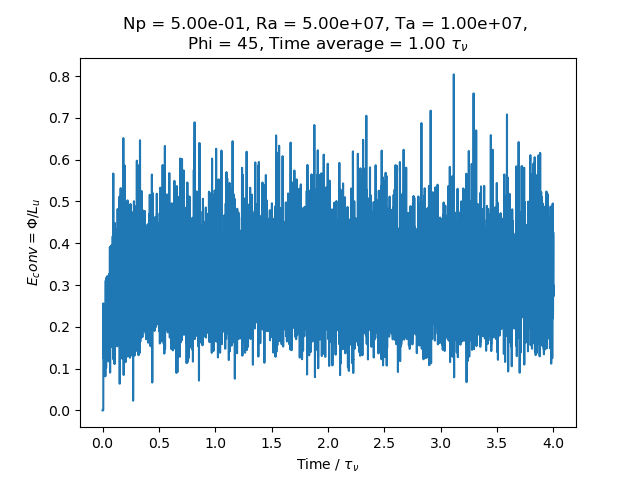 Np = 5.00e-01, Ra = 5.00e+07, Ta = 1.00e+07,
Phi = 45, Time average = 1.00 τ_ν
0.8
0.7
0.6
0.5
0.4
0.3
0.2
0.1
0.0
E_conv = Φ/L_u
0.0 0.5 1.0 1.5 2.0 2.5 3.0 3.5 4.0
Time / τ_ν